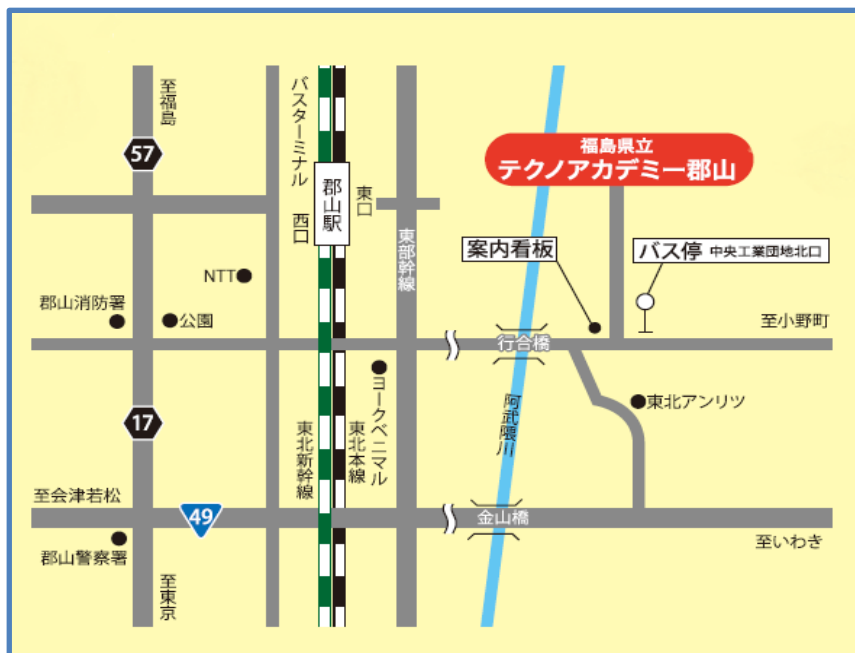 至福島
57
バスターミナル
福島県立
テクノアカデミー郡山
郡山駅
東口
西口
東部幹線
案内看板
バス停 中央工業団地北口
NTT
郡山消防署
公園
至小野町
行合橋
ヨークベニマル
東北アンリツ
阿武隈川
17
東北新幹線
東北本線
至会津若松
49
金山橋
至いわき
郡山警察署
至東京